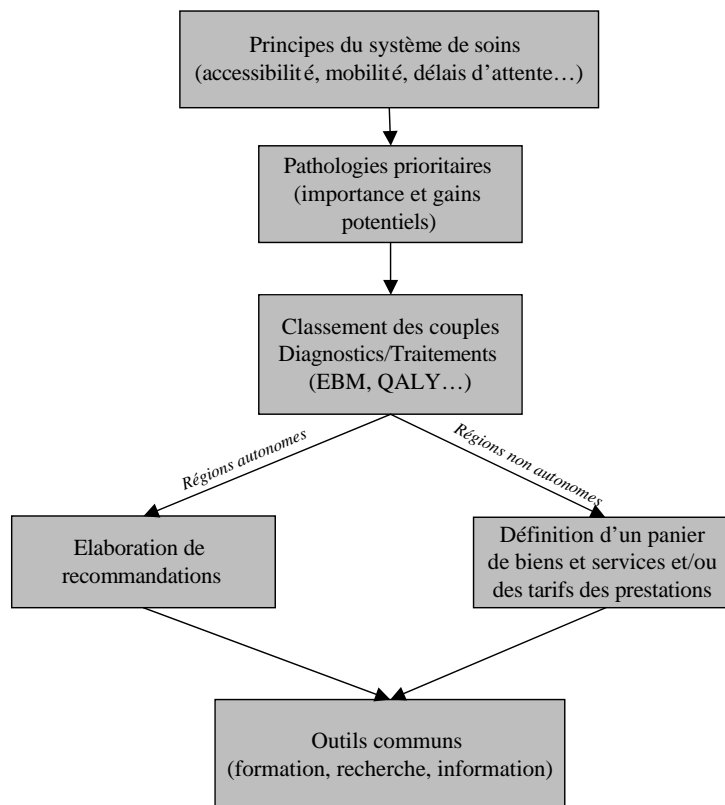 Principes du système de soins
(accessibilité, mobilité, délais d’attente…)
Pathologies prioritaires
(importance et gains
potentiels)
Classement des couples
Diagnostics/Traitements
(EBM, QALY…)
Régions autonomes
Régions non autonomes
Elaboration de
recommandations
Définition d’un panier
de biens et services et/ou
des tarifs des prestations
Outils communs
(formation, recherche, information)